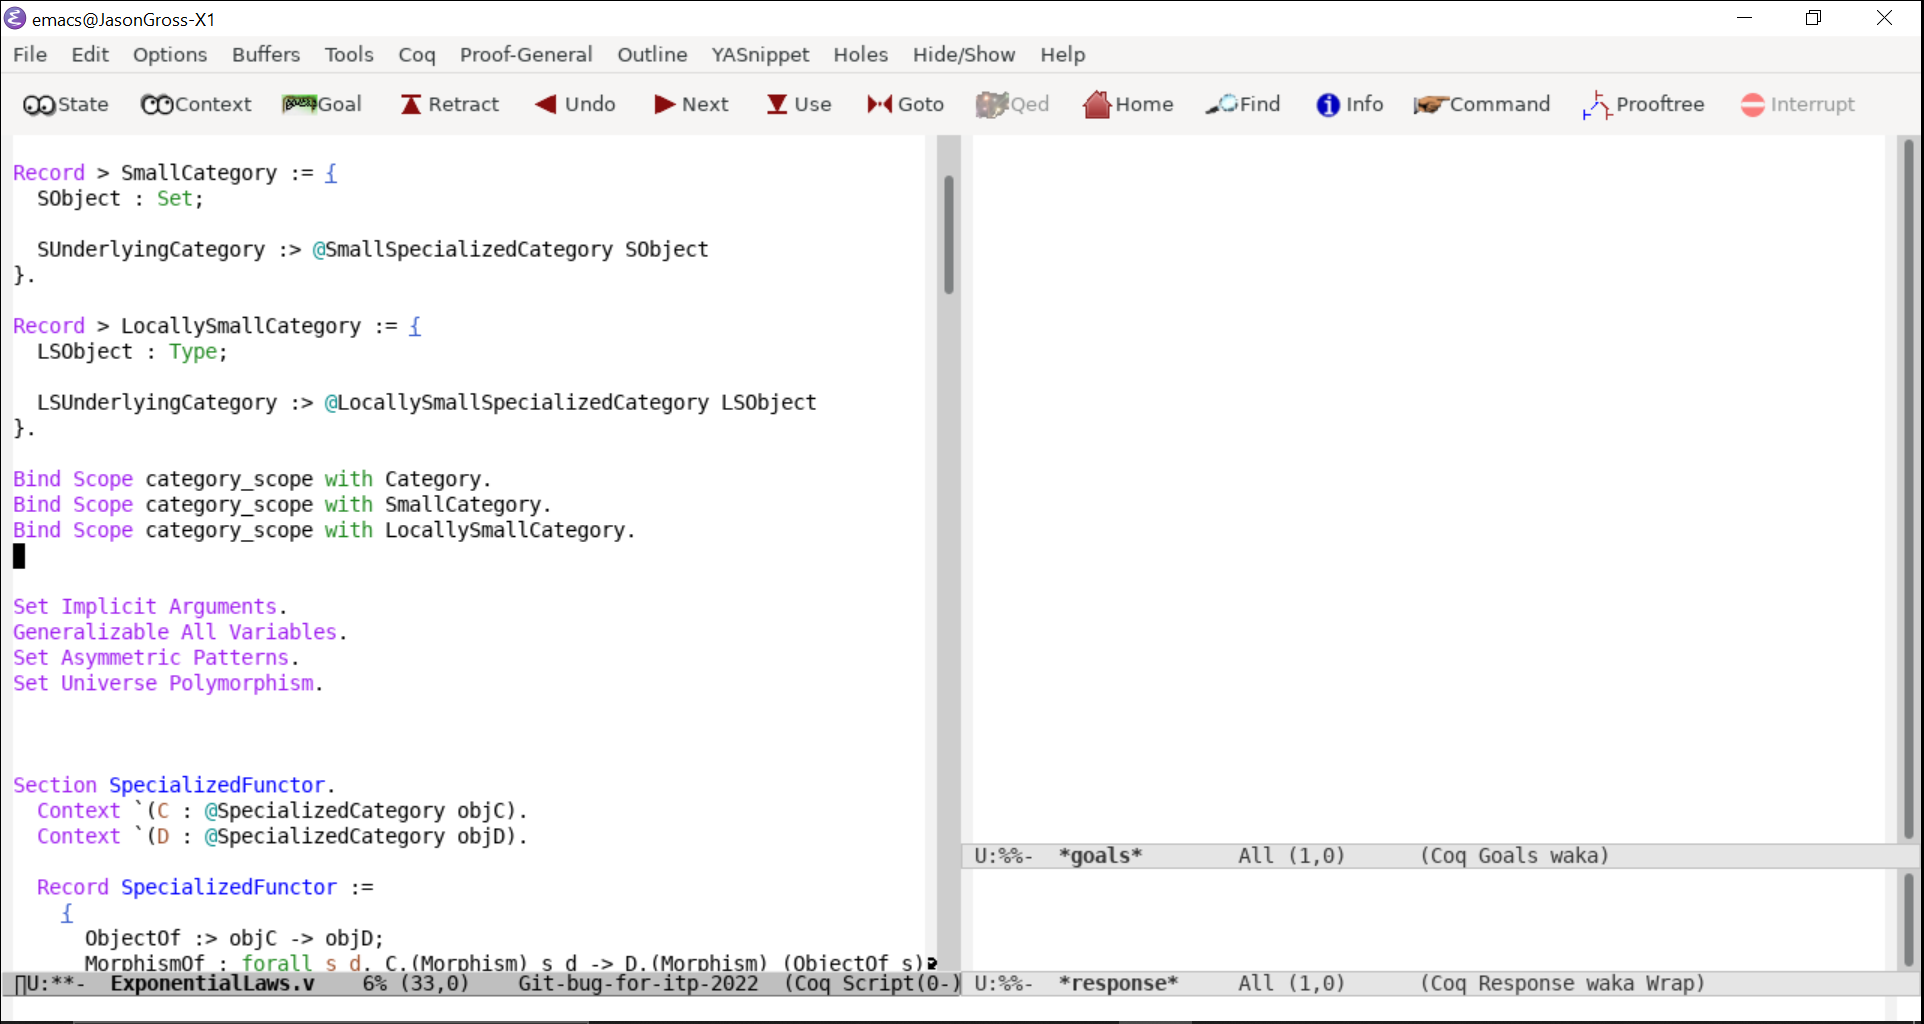 emacs@JasonGross-X1
File Edit Options Buffers Tools Coq Proof-General Outline YASnippet Holes Hide/Show Help
State Context Goal Retract Undo Next Use Goto Qed Home Find Info Command Prooftree Interrupt
Record > SmallCategory := {
  SObject : Set;
  SUnderlyingCategory :> @SmallSpecializedCategory SObject
}.
Record > LocallySmallCategory := {
  LSObject : Type;
  LSUnderlyingCategory :> @LocallySmallSpecializedCategory LSObject
}.
Bind Scope category_scope with Category.
Bind Scope category_scope with SmallCategory.
Bind Scope category_scope with LocallySmallCategory.
Set Implicit Arguments.
Generalizable All Variables.
Set Asymmetric Patterns.
Set Universe Polymorphism.
Section SpecializedFunctor.
  Context `(C : @SpecializedCategory objC).
  Context `(D : @SpecializedCategory objD).
  Record SpecializedFunctor :=
    {
      ObjectOf :> objC -> objD;
      MorphismOf : forall s d, C.(Morphism) s d -> D.(Morphism) (ObjectOf s)
U:**-  ExponentialLaws.v    6% (33,0)    Git-bug-for-itp-2022  (Coq Script(0-)
U:%%-  *goals*        All (1,0)      (Coq Goals waka)
U:%%-  *response*     All (1,0)      (Coq Response waka Wrap)